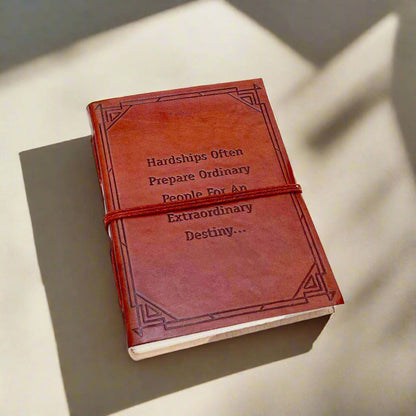 Hardships Often
Prepare Ordinary
People For An
Extraordinary
Destiny...